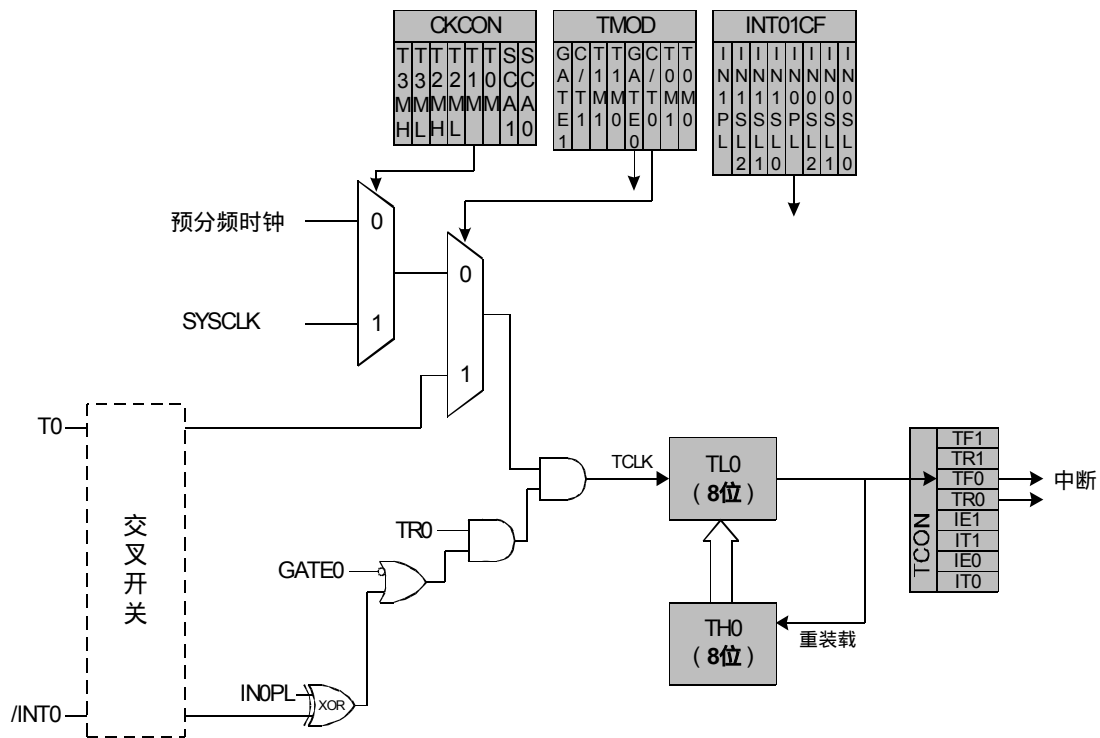 CKCON
TMOD
INT01CF
T3MH
T3ML
T2MH
T2ML
T1M
T0M
SCA1
SCA0
GATE1
C/T1
T1M1
T1M0
GATE0
C/T0
T0M1
T0M0
IN1PL
IN1SL2
IN1SL1
IN1SL0
IN0PL
IN0SL2
IN0SL1
IN0SL0
预分频时钟
0
SYSCLK
1
0
1
T0
交叉开关
/INT0
TR0
GATE0
IN0PL
XOR
TCLK
TL0
(8位)
TH0
(8位)
重装载
TCON
TF1
TR1
TF0
TR0
IE1
IT1
IE0
IT0
中断